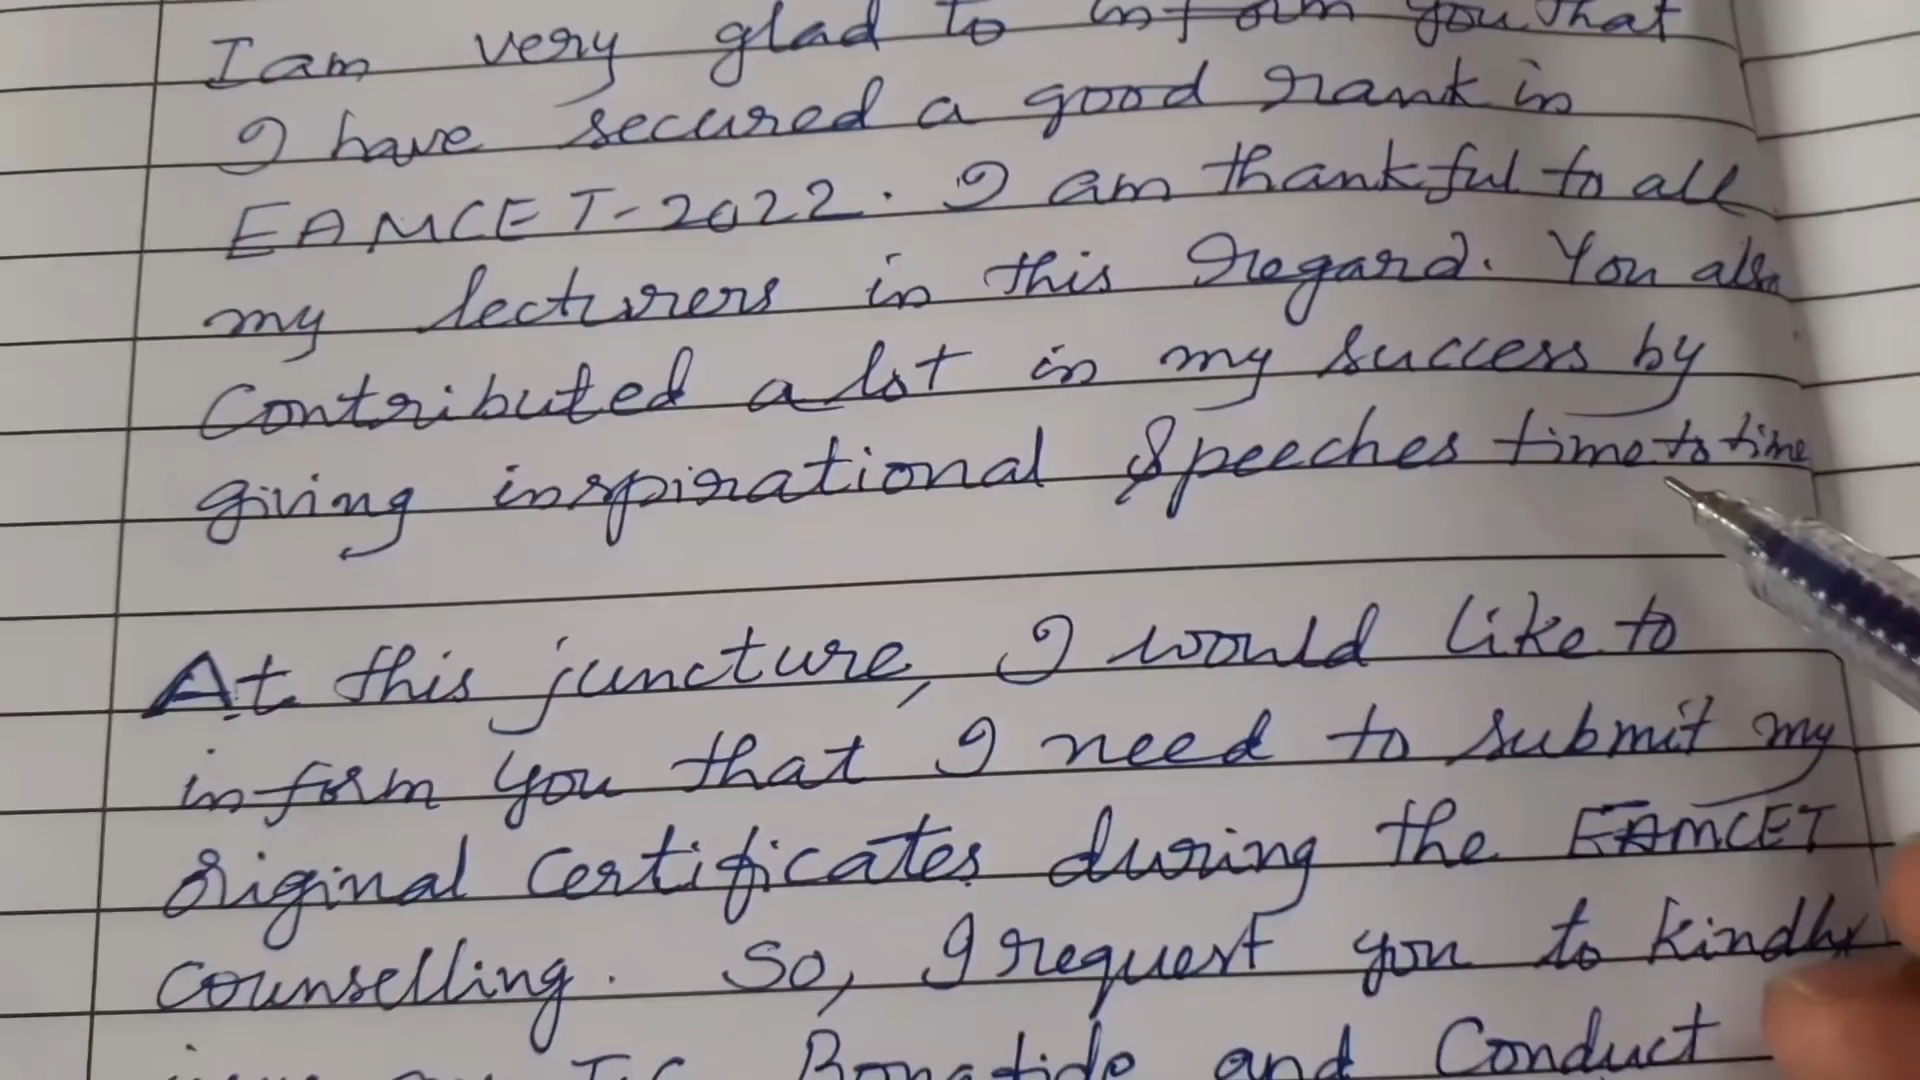 I am very glad to inform you that
I have secured a good rank in
EAMCET-2022. I am thankful to all
my lecturers in this regard. You also
contributed a lot in my success by
giving inspirational speeches time to time
At this juncture, I would like to
inform you that I need to submit my
original certificates during the EAMCET
counselling. So, I request you to kindly
T.C Bonafide and Conduct